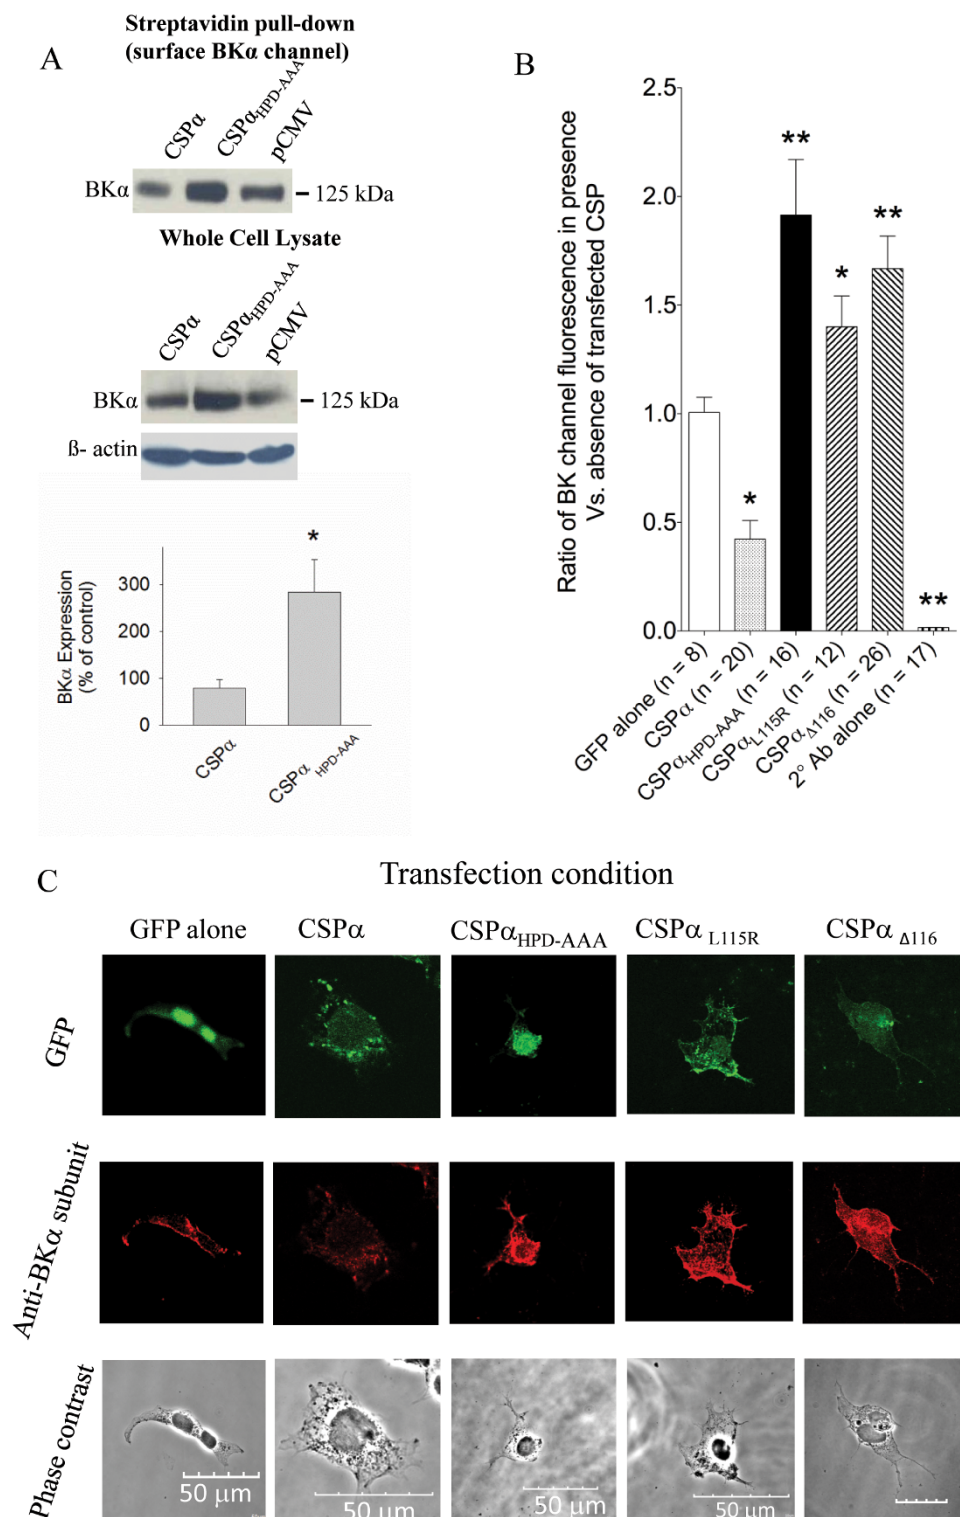 A
Streptavidin pull-down
(surface BKα channel)
CSPα
CSPαHPD-AAA
pCMV
BKα
125 kDa
Whole Cell Lysate
CSPα
CSPαHPD-AAA
pCMV
BKα
125 kDa
ß- actin
BKα Expression
(% of control)
300
200
100
0
*
CSPα
CSPα HPD-AAA
B
Ratio of BK channel fluorescence in presence
Vs. absence of transfected CSP
2.5
2.0
1.5
1.0
0.5
0.0
*
**
*
**
**
GFP alone (n = 8)
CSPα (n = 20)
CSPαHPD-AAA (n = 16)
CSPαL115R (n = 12)
CSPαΔ116 (n = 26)
2° Ab alone (n = 17)
C
Transfection condition
GFP alone
CSPα
CSPαHPD-AAA
CSPα L115R
CSPα Δ116
GFP
Anti-BKα subunit
Phase contrast
50 µm
50 µm
50 µm
50 µm